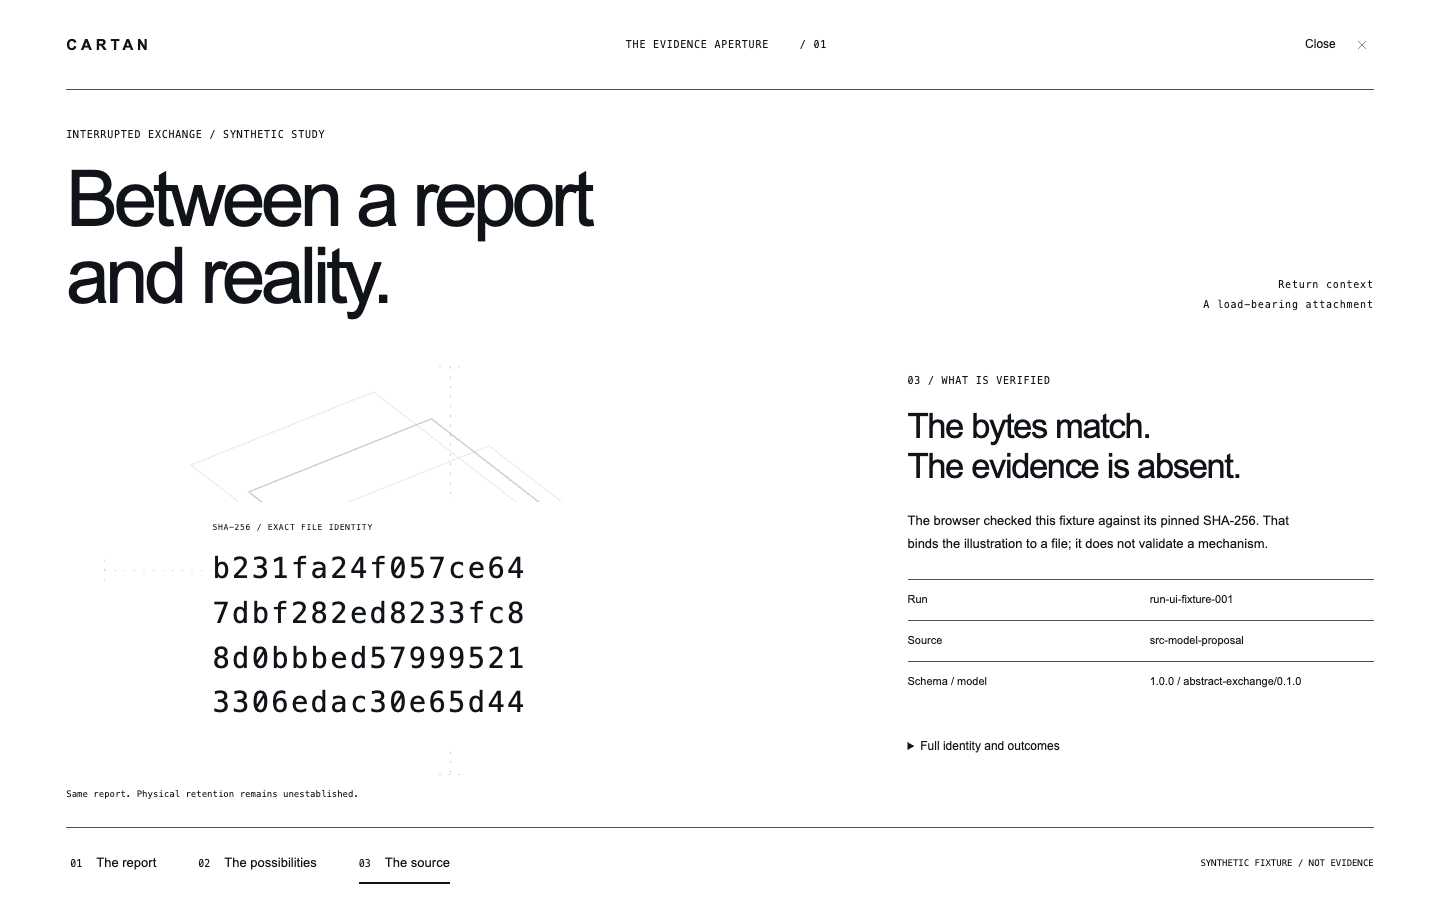 CARTAN
THE EVIDENCE APERTURE / 01
Close
INTERRUPTED EXCHANGE / SYNTHETIC STUDY
Between a report
and reality.
Return context
A load-bearing attachment
SHA-256 / EXACT FILE IDENTITY
b231fa24f057ce64
7dbf282ed8233fc8
8d0bbbed57999521
3306edac30e65d44
Same report. Physical retention remains unestablished.
03 / WHAT IS VERIFIED
The bytes match.
The evidence is absent.
The browser checked this fixture against its pinned SHA-256. That
binds the illustration to a file; it does not validate a mechanism.
Run run-ui-fixture-001
Source src-model-proposal
Schema / model 1.0.0 / abstract-exchange/0.1.0
Full identity and outcomes
01 The report 02 The possibilities 03 The source
SYNTHETIC FIXTURE / NOT EVIDENCE